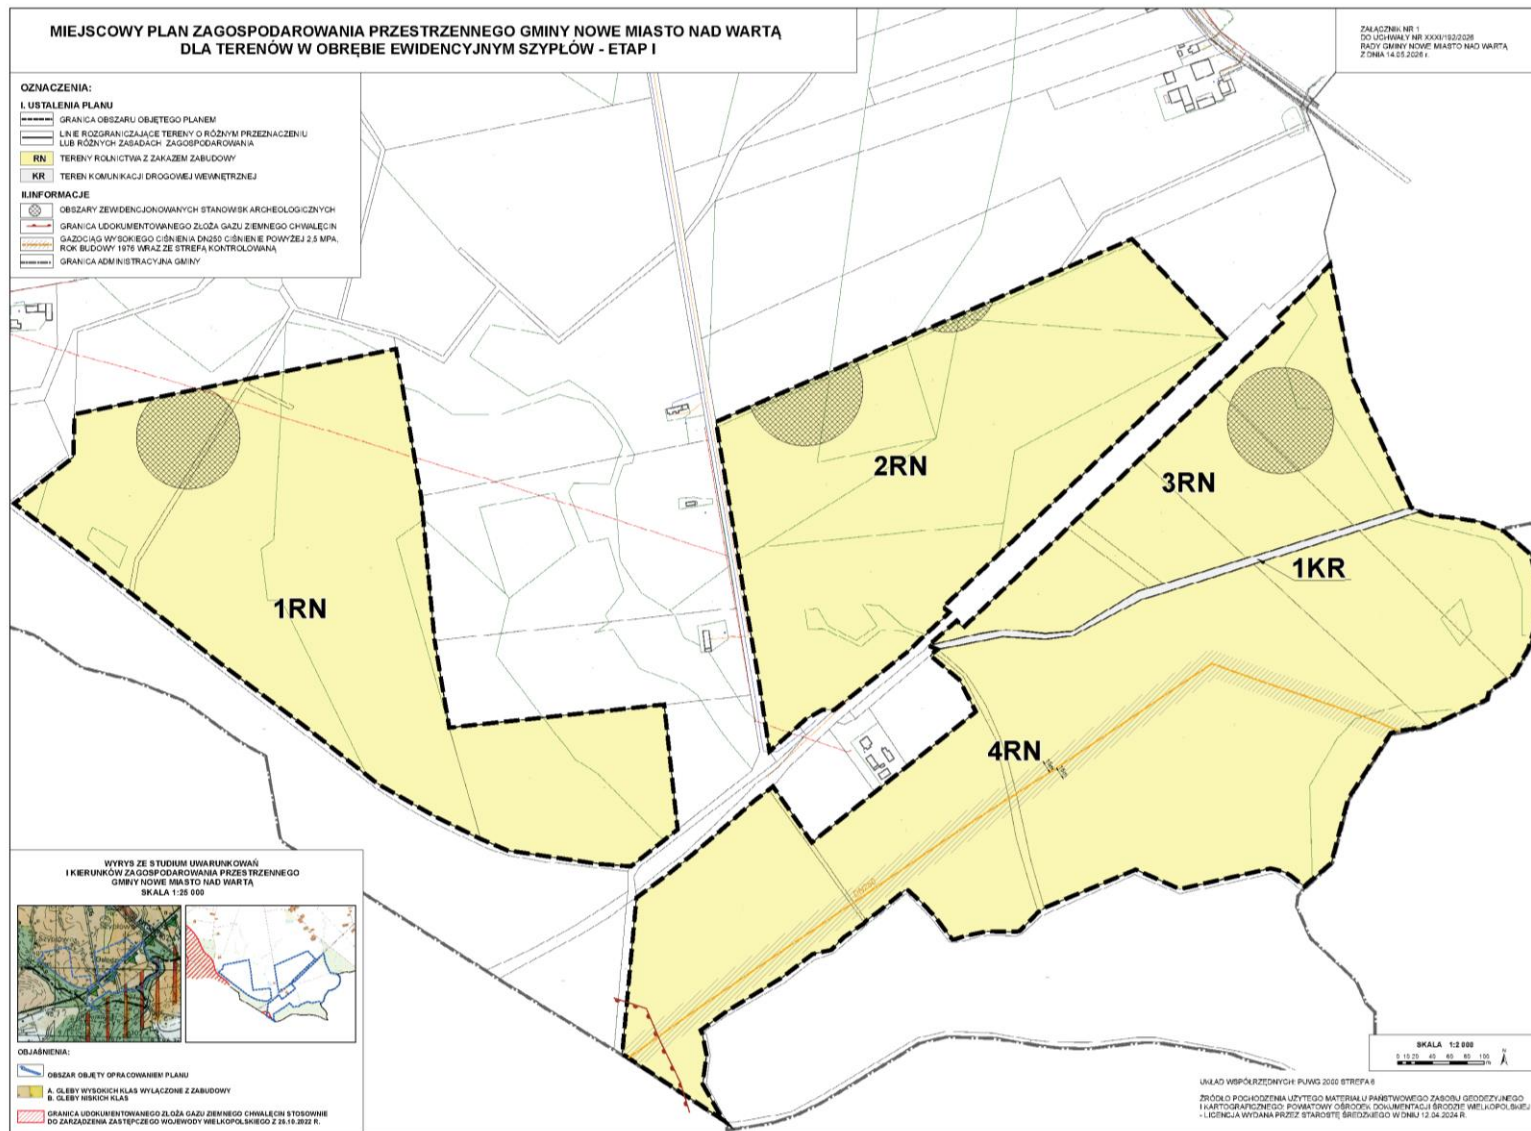 MIEJSCOWY PLAN ZAGOSPODAROWANIA PRZESTRZENNEGO GMINY NOWE MIASTO NAD WARTĄ
DLA TERENÓW W OBRĘBIE EWIDENCYJNYM SZYPŁÓW - ETAP I
ZAŁĄCZNIK NR 1
DO UCHWAŁY NR XXXI/192/2026
RADY GMINY NOWE MIASTO NAD WARTĄ
Z DNIA 14.05.2026 r.
OZNACZENIA:
I. USTALENIA PLANU
GRANICA OBSZARU OBJĘTEGO PLANEM
LINIE ROZGRANICZAJĄCE TERENY O RÓŻNYM PRZEZNACZENIU
LUB RÓŻNYCH ZASADACH ZAGOSPODAROWANIA
RN TERENY ROLNICTWA Z ZAKAZEM ZABUDOWY
KR TEREN KOMUNIKACJI DROGOWEJ WEWNĘTRZNEJ
II.INFORMACJE
OBSZARY ZEWIDENCJONOWANYCH STANOWISK ARCHEOLOGICZNYCH
GRANICA UDOKUMENTOWANEGO ZŁOŻA GAZU ZIEMNEGO CHWALĘCIN
GAZOCIĄG WYSOKIEGO CIŚNIENIA DN250 CIŚNIENIE POWYŻEJ 2,5 MPA,
ROK BUDOWY 1976 WRAZ ZE STREFĄ KONTROLOWANĄ
GRANICA ADMINISTRACYJNA GMINY
2RN
3RN
1KR
1RN
4RN
DN250
WYRYS ZE STUDIUM UWARUNKOWAŃ
I KIERUNKÓW ZAGOSPODAROWANIA PRZESTRZENNEGO
GMINY NOWE MIASTO NAD WARTĄ
SKALA 1:25 000
OBJAŚNIENIA:
OBSZAR OBJĘTY OPRACOWANIEM PLANU
A. GLEBY WYSOKICH KLAS WYŁĄCZONE Z ZABUDOWY
B. GLEBY NISKICH KLAS
GRANICA UDOKUMENTOWANEGO ZŁOŻA GAZU ZIEMNEGO CHWALĘCIN STOSOWNIE
DO ZARZĄDZENIA ZASTĘPCZEGO WOJEWODY WIELKOPOLSKIEGO Z 25.10.2022 R.
SKALA 1:2 000
0 10 20 40 60 80 100
m
N
UKŁAD WSPÓŁRZĘDNYCH: PUWG 2000 STREFA 6
ŹRÓDŁO POCHODZENIA UŻYTEGO MATERIAŁU PAŃSTWOWEGO ZASOBU GEODEZYJNEGO
I KARTOGRAFICZNEGO: POWIATOWY OŚRODEK DOKUMENTACJI ŚRODZIE WIELKOPOLSKIEJ
- LICENCJA WYDANA PRZEZ STAROSTĘ ŚREDZKIEGO W DNIU 12.04.2024 R.